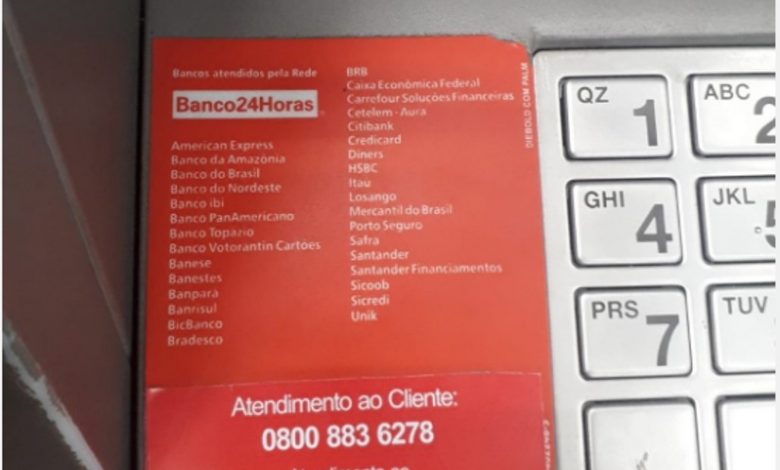 Bancos atendidos pela Rede
Banco24Horas
American Express
Banco da Amazônia
Banco do Brasil
Banco do Nordeste
Banco ibi
Banco PanAmericano
Banco Topazio
Banco Votorantin Cartões
Banese
Banestes
Banpara
Banrisul
BicBanco
Bradesco
BRB
Caixa Econômica Federal
Carrefour Soluções Financeiras
Cetelem - Aura
Citibank
Credicard
Diners
HSBC
Itau
Losango
Mercantil do Brasil
Porto Seguro
Safra
Santander
Santander Financiamentos
Sicoob
Sicredi
Unik
DIEBOLD COM PALM
Atendimento ao Cliente:
0800 883 6278
QZ 1
ABC 2
GHI 4
JKL 5
PRS 7
TUV